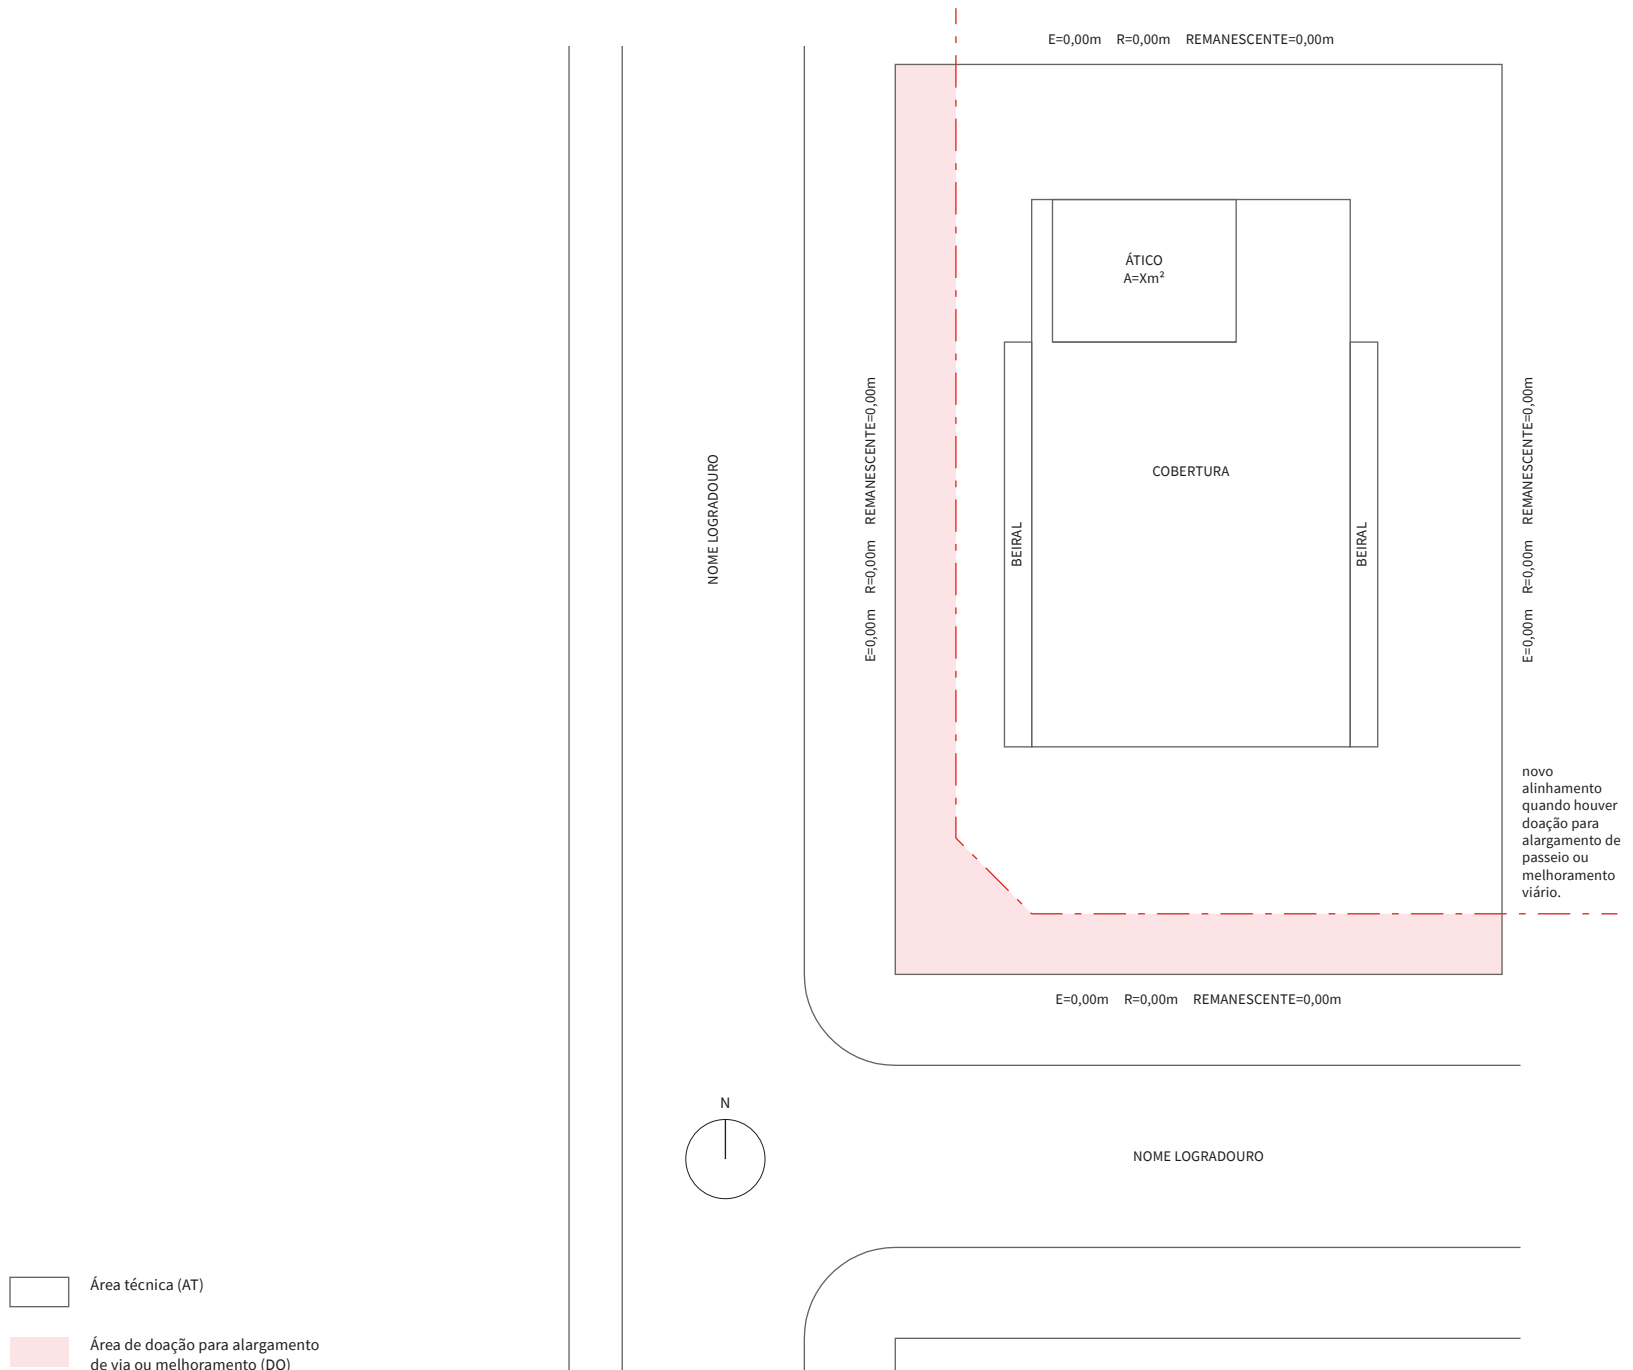 E=0,00m R=0,00m REMANESCENTE=0,00m
ÁTICO
A=Xm²
E=0,00m R=0,00m REMANESCENTE=0,00m
E=0,00m R=0,00m REMANESCENTE=0,00m
NOME LOGRADOURO
COBERTURA
BEIRAL
BEIRAL
novo
alinhamento
quando houver
doação para
alargamento de
passeio ou
melhoramento
viário.
E=0,00m R=0,00m REMANESCENTE=0,00m
N
NOME LOGRADOURO
Área técnica (AT)
Área de doação para alargamento
de via ou melhoramento (DO)